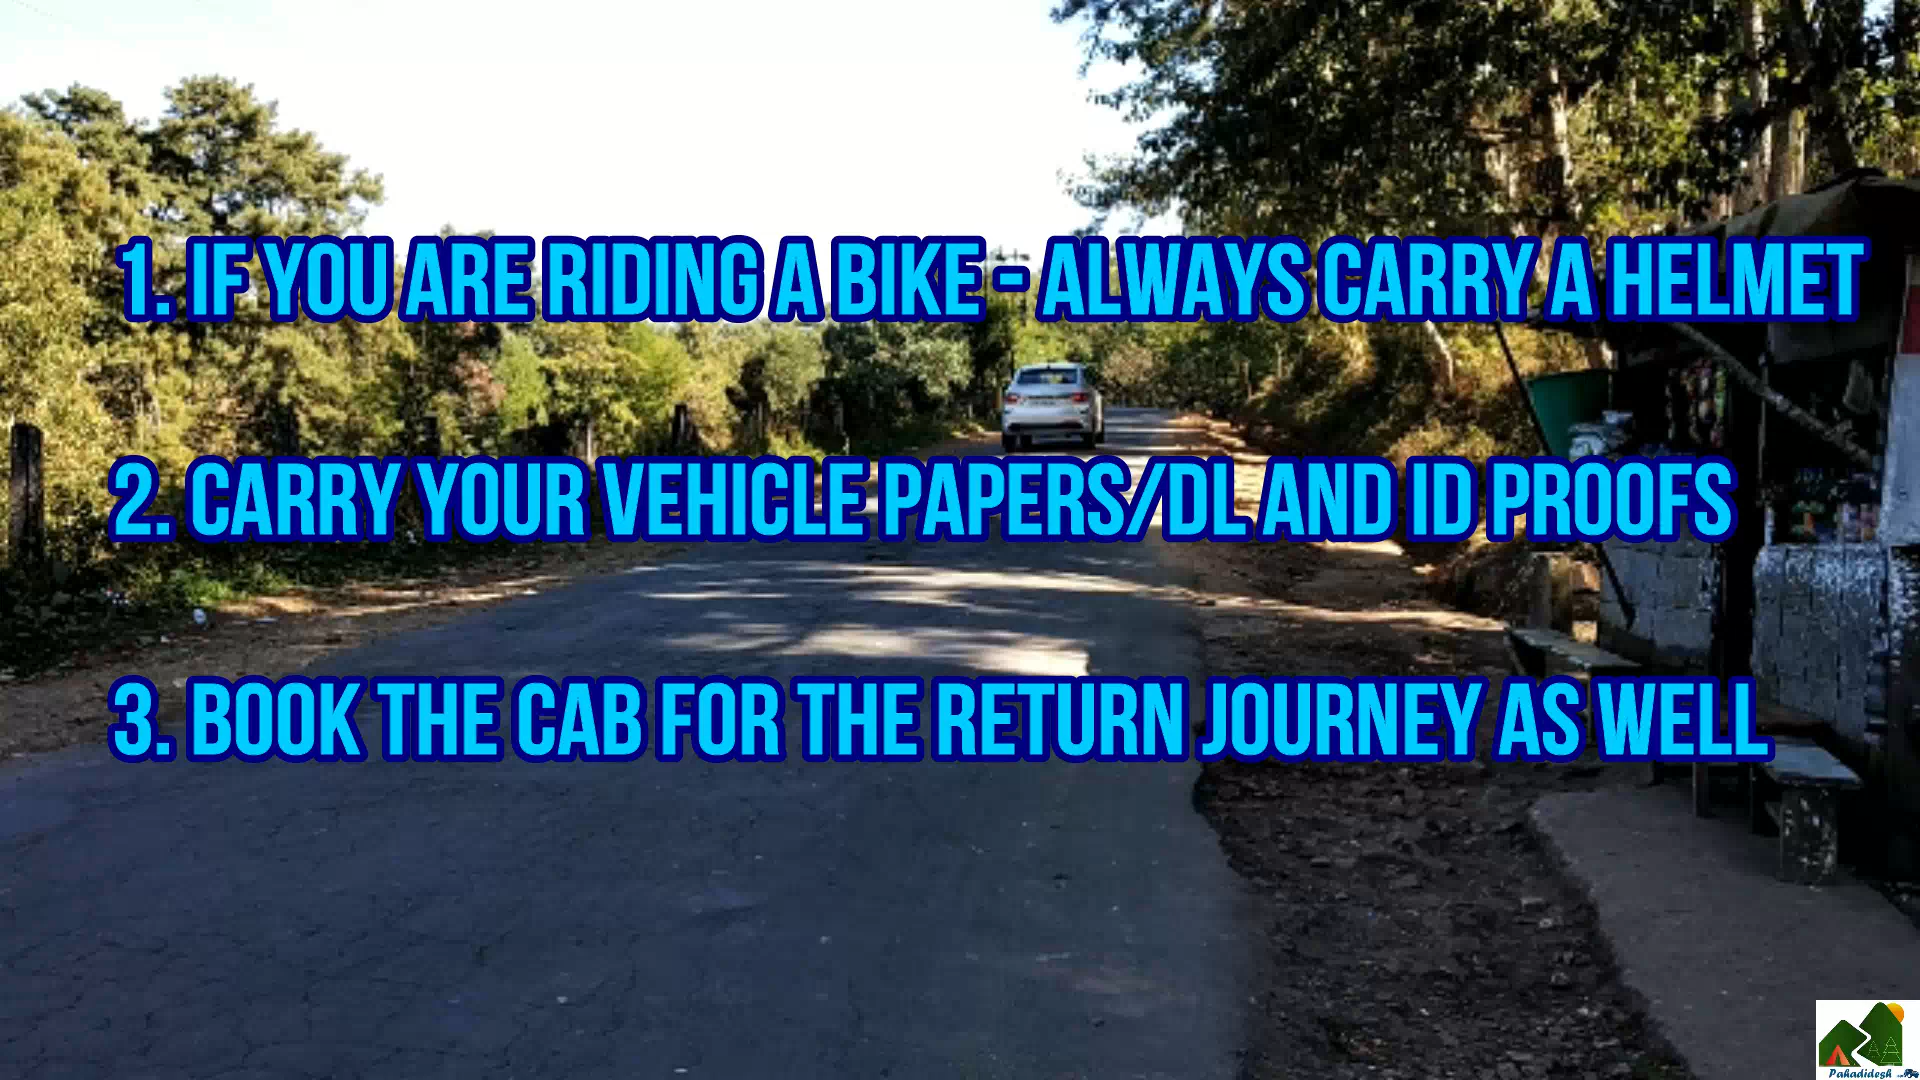 1. IF YOU ARE RIDING A BIKE - ALWAYS CARRY A HELMET
2. CARRY YOUR VEHICLE PAPERS/DL AND ID PROOFS
3. BOOK THE CAB FOR THE RETURN JOURNEY AS WELL
Pahadidesh